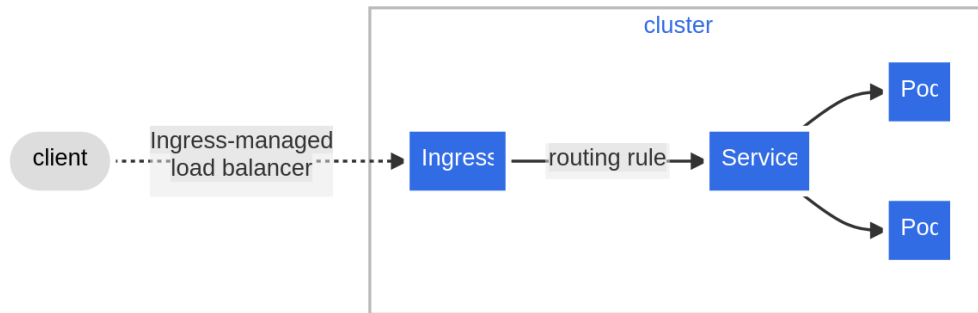 cluster
client
Ingress-managed
load balancer
Ingress
routing rule
Service
Pod
Pod